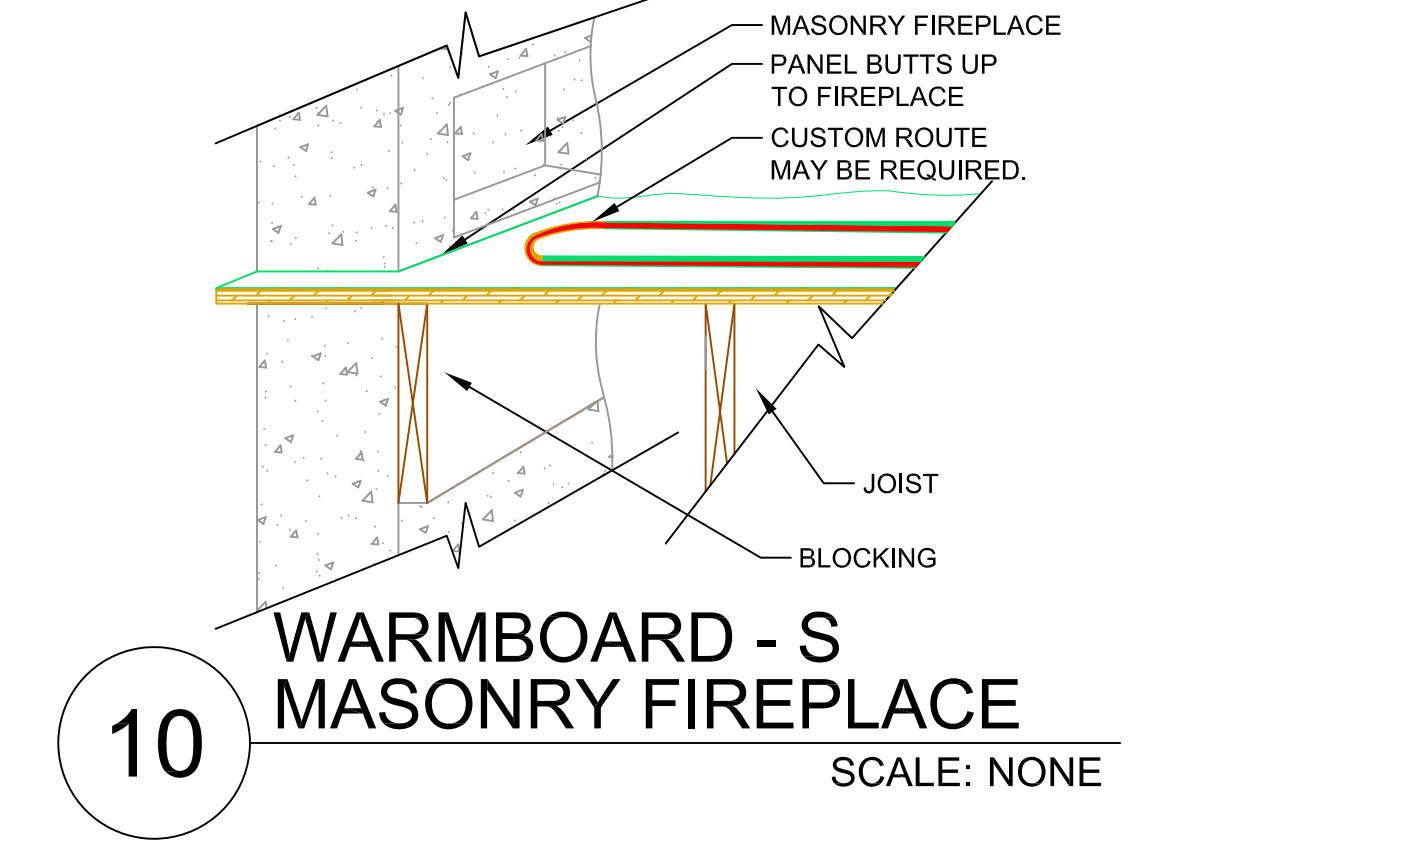 MASONRY FIREPLACE
PANEL BUTTS UP
TO FIREPLACE
CUSTOM ROUTE
MAY BE REQUIRED.
JOIST
BLOCKING
WARMBOARD - S
MASONRY FIREPLACE
10
SCALE: NONE